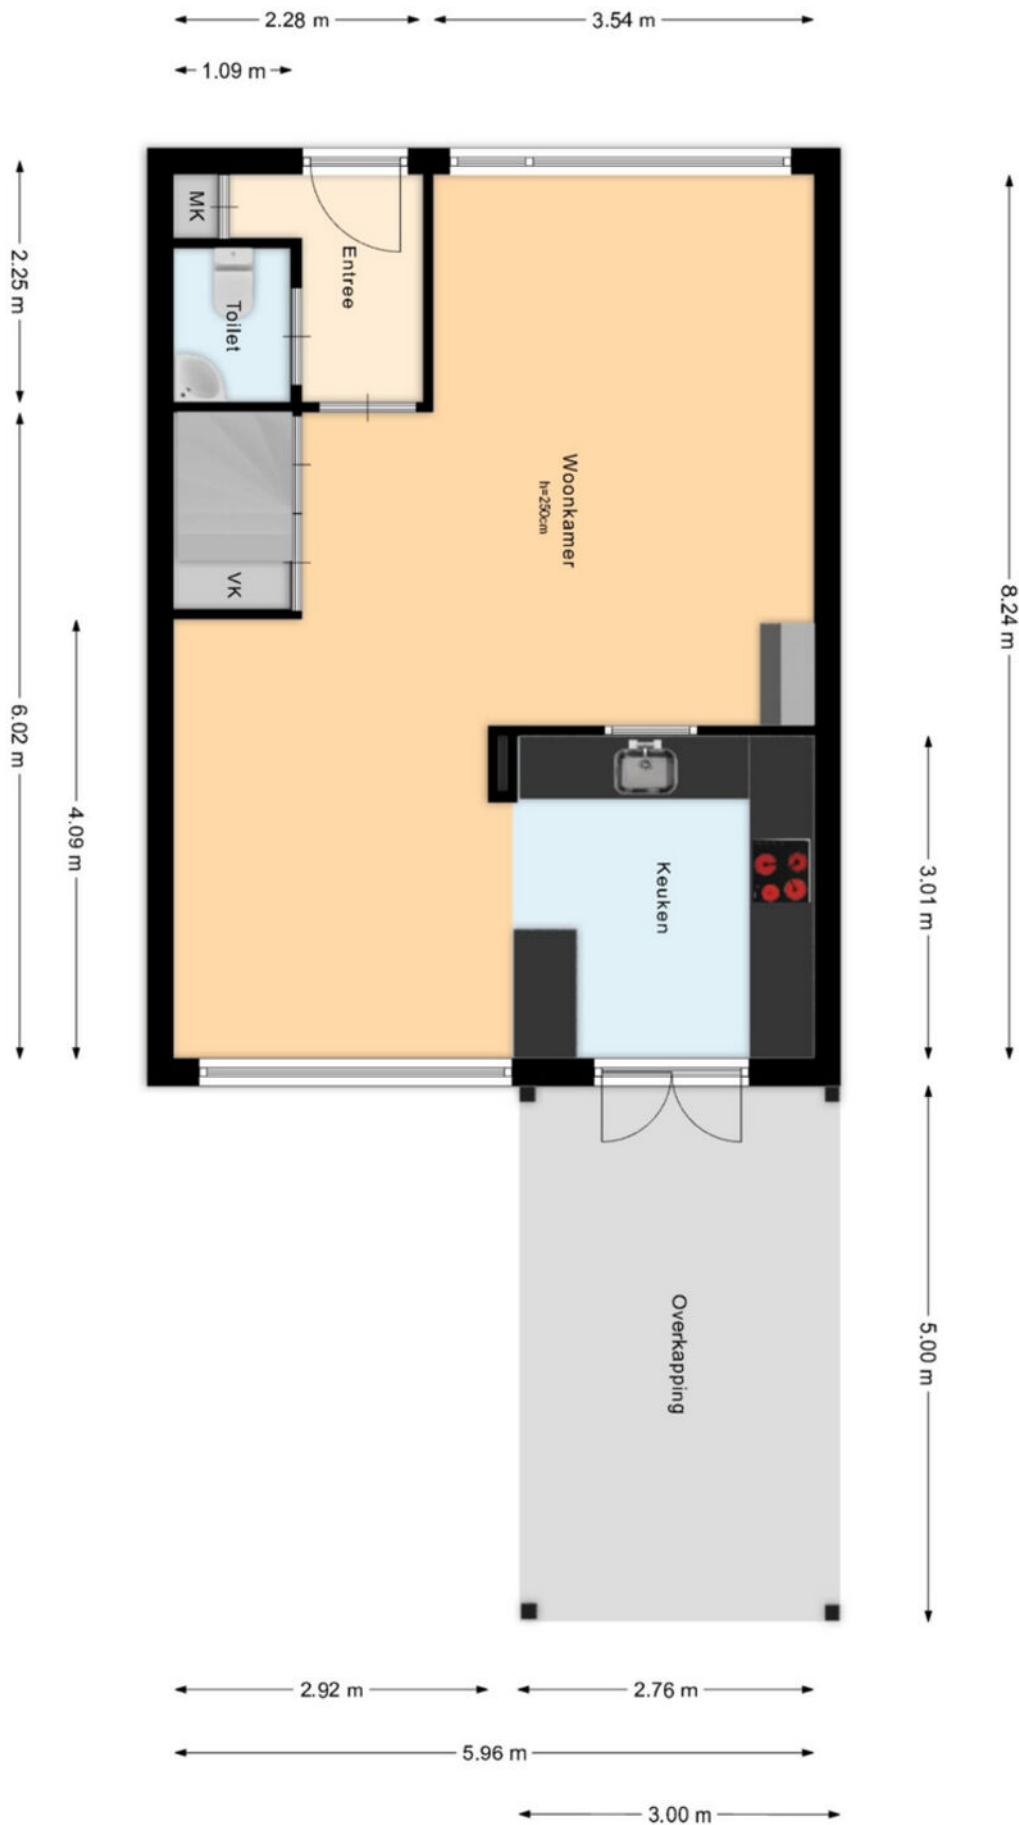 2.28 m
3.54 m
1.09 m
MK
Entree
Toilet
2.25 m
Woonkamer
h=250cm
VK
8.24 m
6.02 m
4.09 m
Keuken
3.01 m
Overkapping
5.00 m
2.92 m
2.76 m
5.96 m
3.00 m